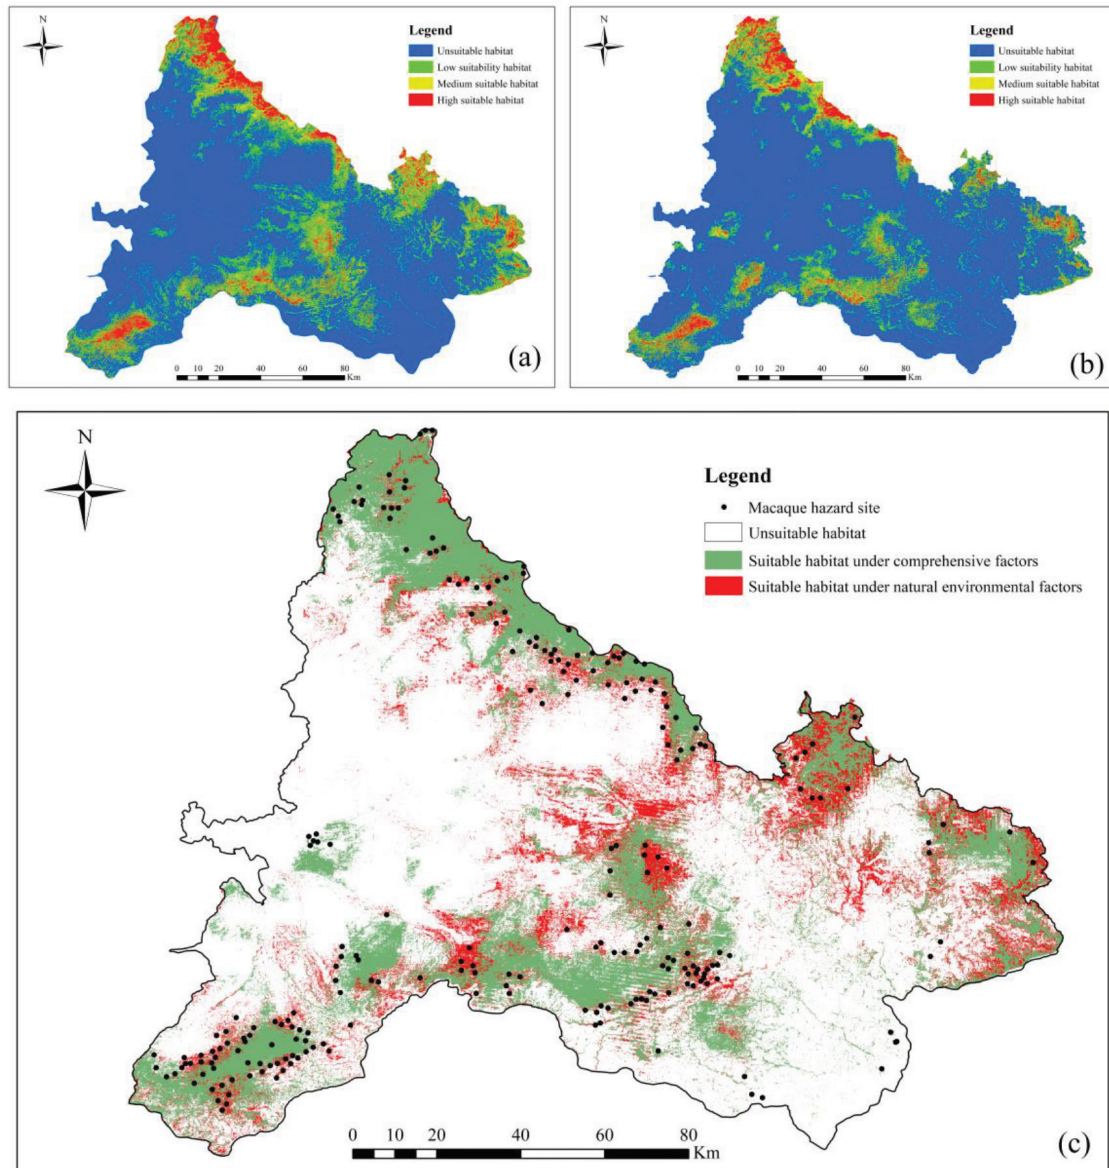 N
Legend
Unsuitable habitat
Low suitability habitat
Medium suitable habitat
High suitable habitat
0 10 20 40 60 80
Km
(a)
N
Legend
Unsuitable habitat
Low suitability habitat
Medium suitable habitat
High suitable habitat
0 10 20 40 60 80
Km
(b)
N
Legend
Macaque hazard site
Unsuitable habitat
Suitable habitat under comprehensive factors
Suitable habitat under natural environmental factors
0 10 20 40 60 80
Km
(c)